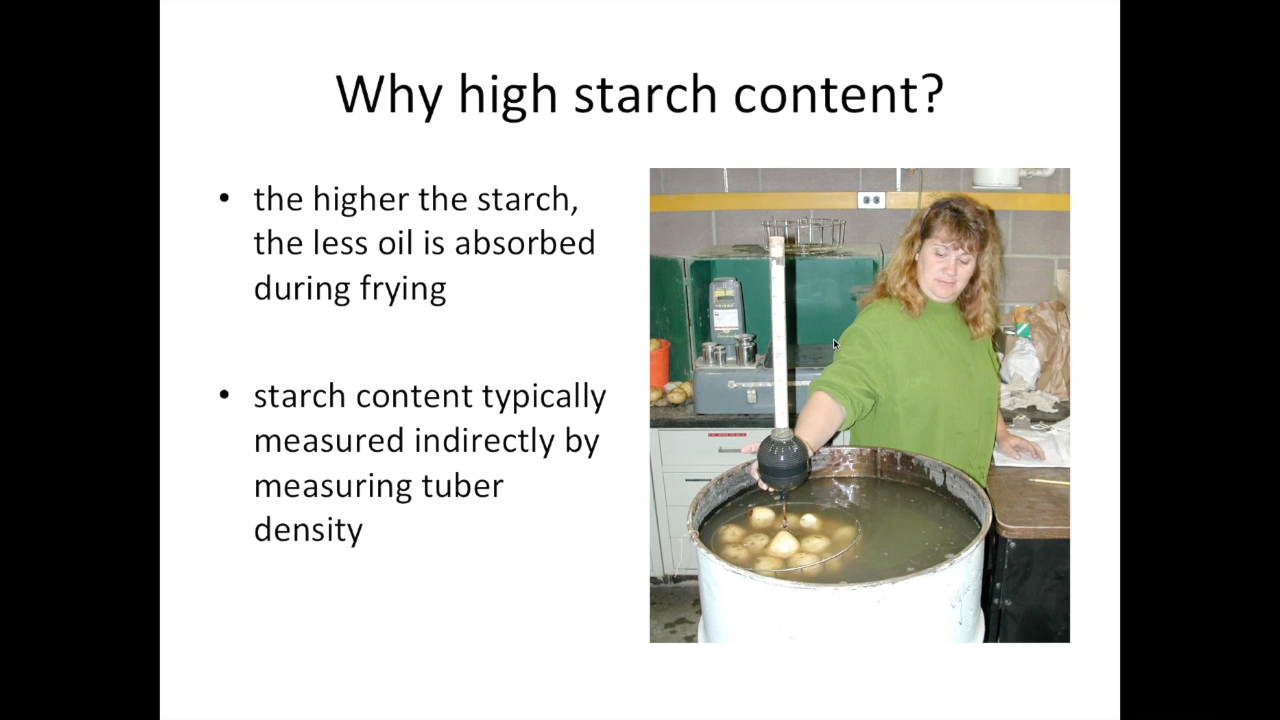 Why high starch content?
• the higher the starch,
the less oil is absorbed
during frying
• starch content typically
measured indirectly by
measuring tuber
density